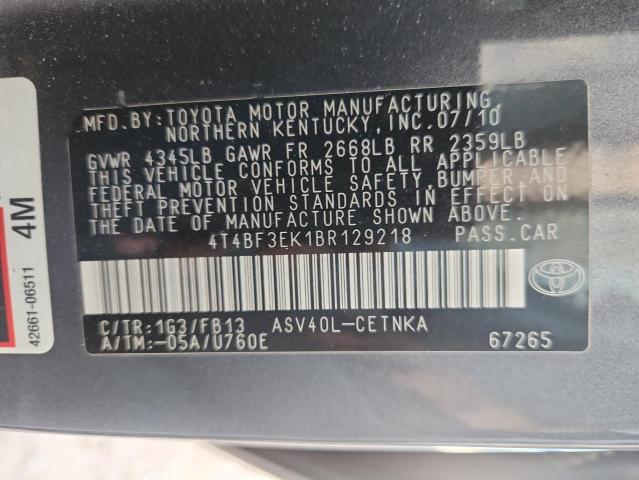 MFD.BY:TOYOTA MOTOR MANUFACTURING,
NORTHERN KENTUCKY, INC.07/10
GVWR 4345LB GAWR FR 2668LB RR 2359LB
THIS VEHICLE CONFORMS TO ALL APPLICABLE
FEDERAL MOTOR VEHICLE SAFETY,BUMPER AND
THEFT PREVENTION STANDARDS IN EFFECT ON
THE DATE OF MANUFACTURE SHOWN ABOVE.
4T4BF3EK1BR129218 PASS.CAR
C/TR:1G3/FB13 ASV40L-CETNKA
A/TM:-05A/U760E 67265
TOYOTA
4M
42661-06511